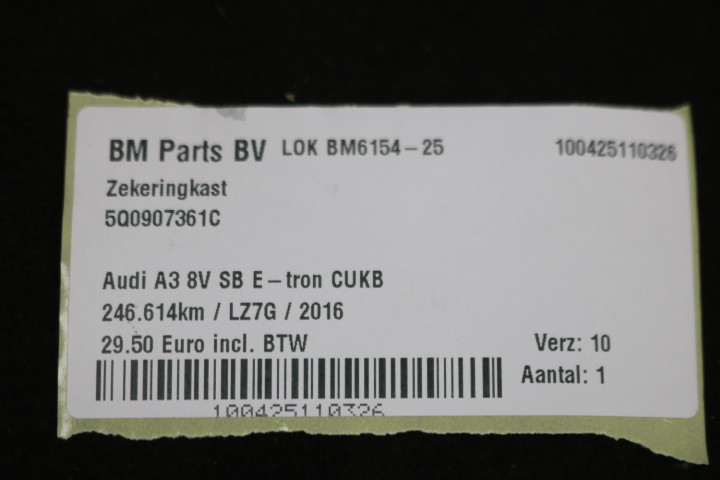 BM Parts BV LOK BM6154-25 100425110326
Zekeringkast
5Q0907361C
Audi A3 8V SB E-tron CUKB
246.614km / LZ7G / 2016
29.50 Euro incl. BTW Verz: 10
Aantal: 1
100425110326